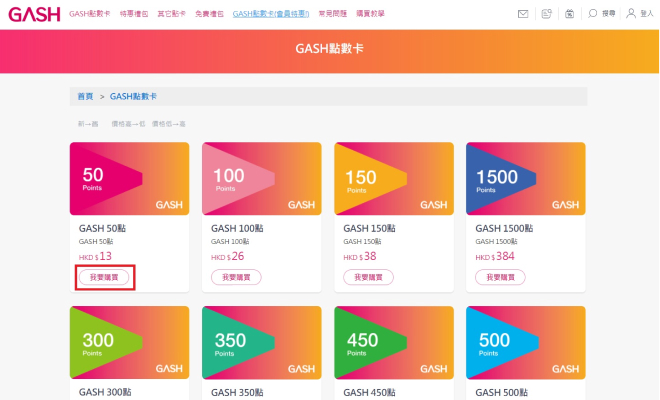 GASH GASH點數卡 特惠禮包 其它點卡 免費禮包 GASH點數卡(會員特惠!) 常見問題 購買教學 搜尋 登入
GASH點數卡
首頁 > GASH點數卡
新→舊 價格高→低 價格低→高
50 100 150 1500
Points Points Points Points
GASH GASH GASH GASH
GASH 50點 GASH 100點 GASH 150點 GASH 1500點
GASH 50點 GASH 100點 GASH 150點 GASH 1500點
HKD $13 HKD $26 HKD $38 HKD $384
我要購買 我要購買 我要購買 我要購買
300 350 450 500
Points Points Points Points
GASH GASH GASH GASH
GASH 300點 GASH 350點 GASH 450點 GASH 500點